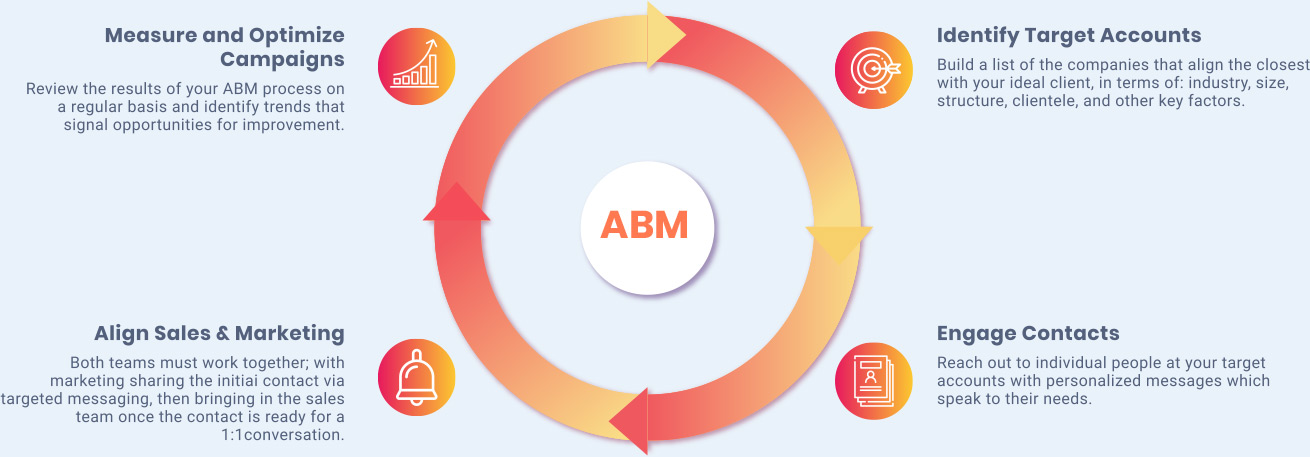 Measure and Optimize
Campaigns
Review the results of your ABM process on
a regular basis and identify trends that
signal opportunities for improvement.
Identify Target Accounts
Build a list of the companies that align the closest
with your ideal client, in terms of: industry, size,
structure, clientele, and other key factors.
ABM
Align Sales & Marketing
Both teams must work together; with
marketing sharing the initiai contact via
targeted messaging, then bringing in the sales
team once the contact is ready for a
1:1conversation.
Engage Contacts
Reach out to individual people at your target
accounts with personalized messages which
speak to their needs.